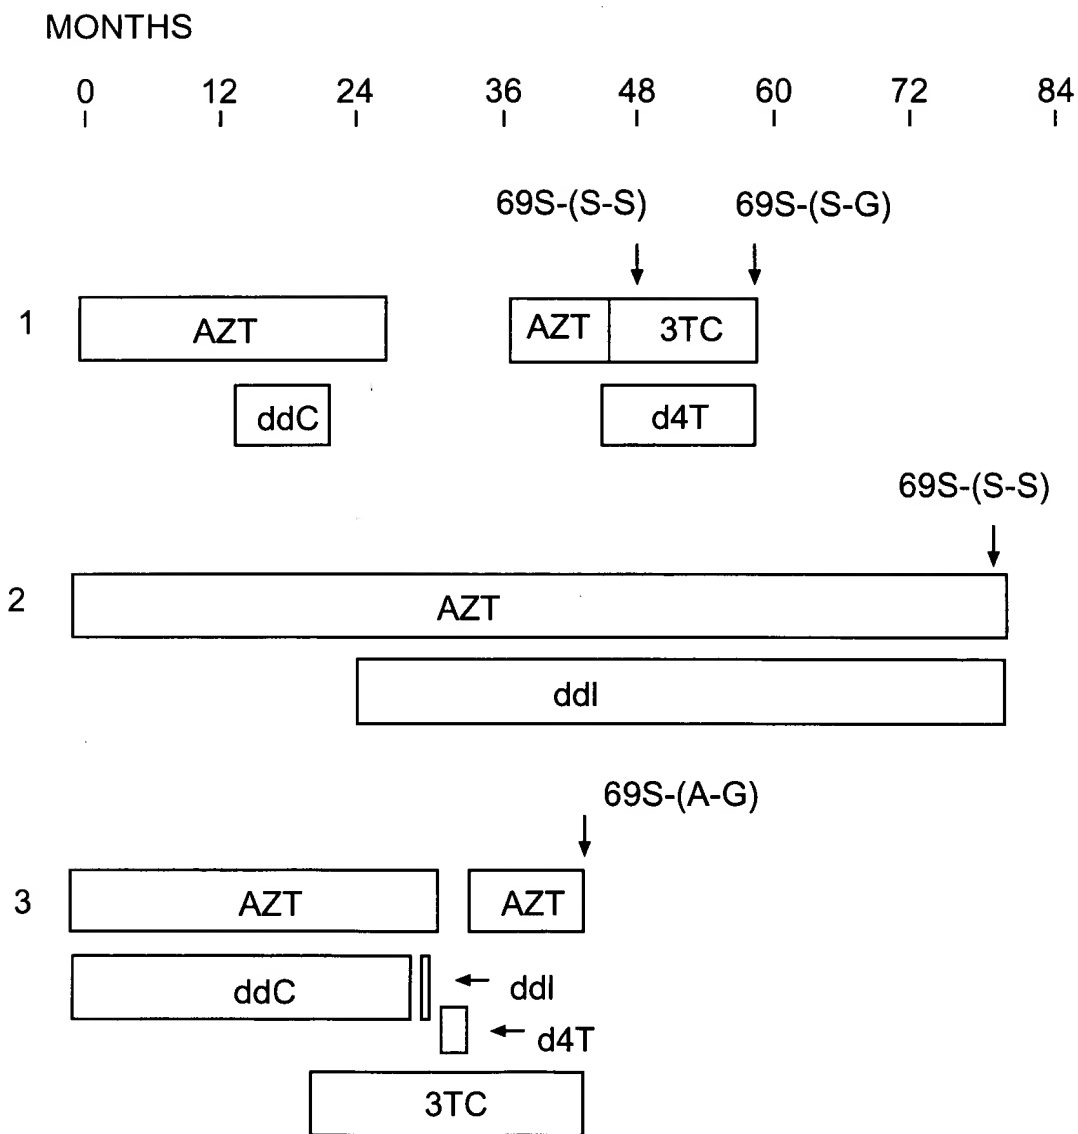 MONTHS
0 12 24 36 48 60 72 84
69S-(S-S) 69S-(S-G)
1 AZT AZT 3TC
ddC d4T
69S-(S-S)
2 AZT
ddI
69S-(A-G)
3 AZT AZT
ddC ddI
d4T
3TC